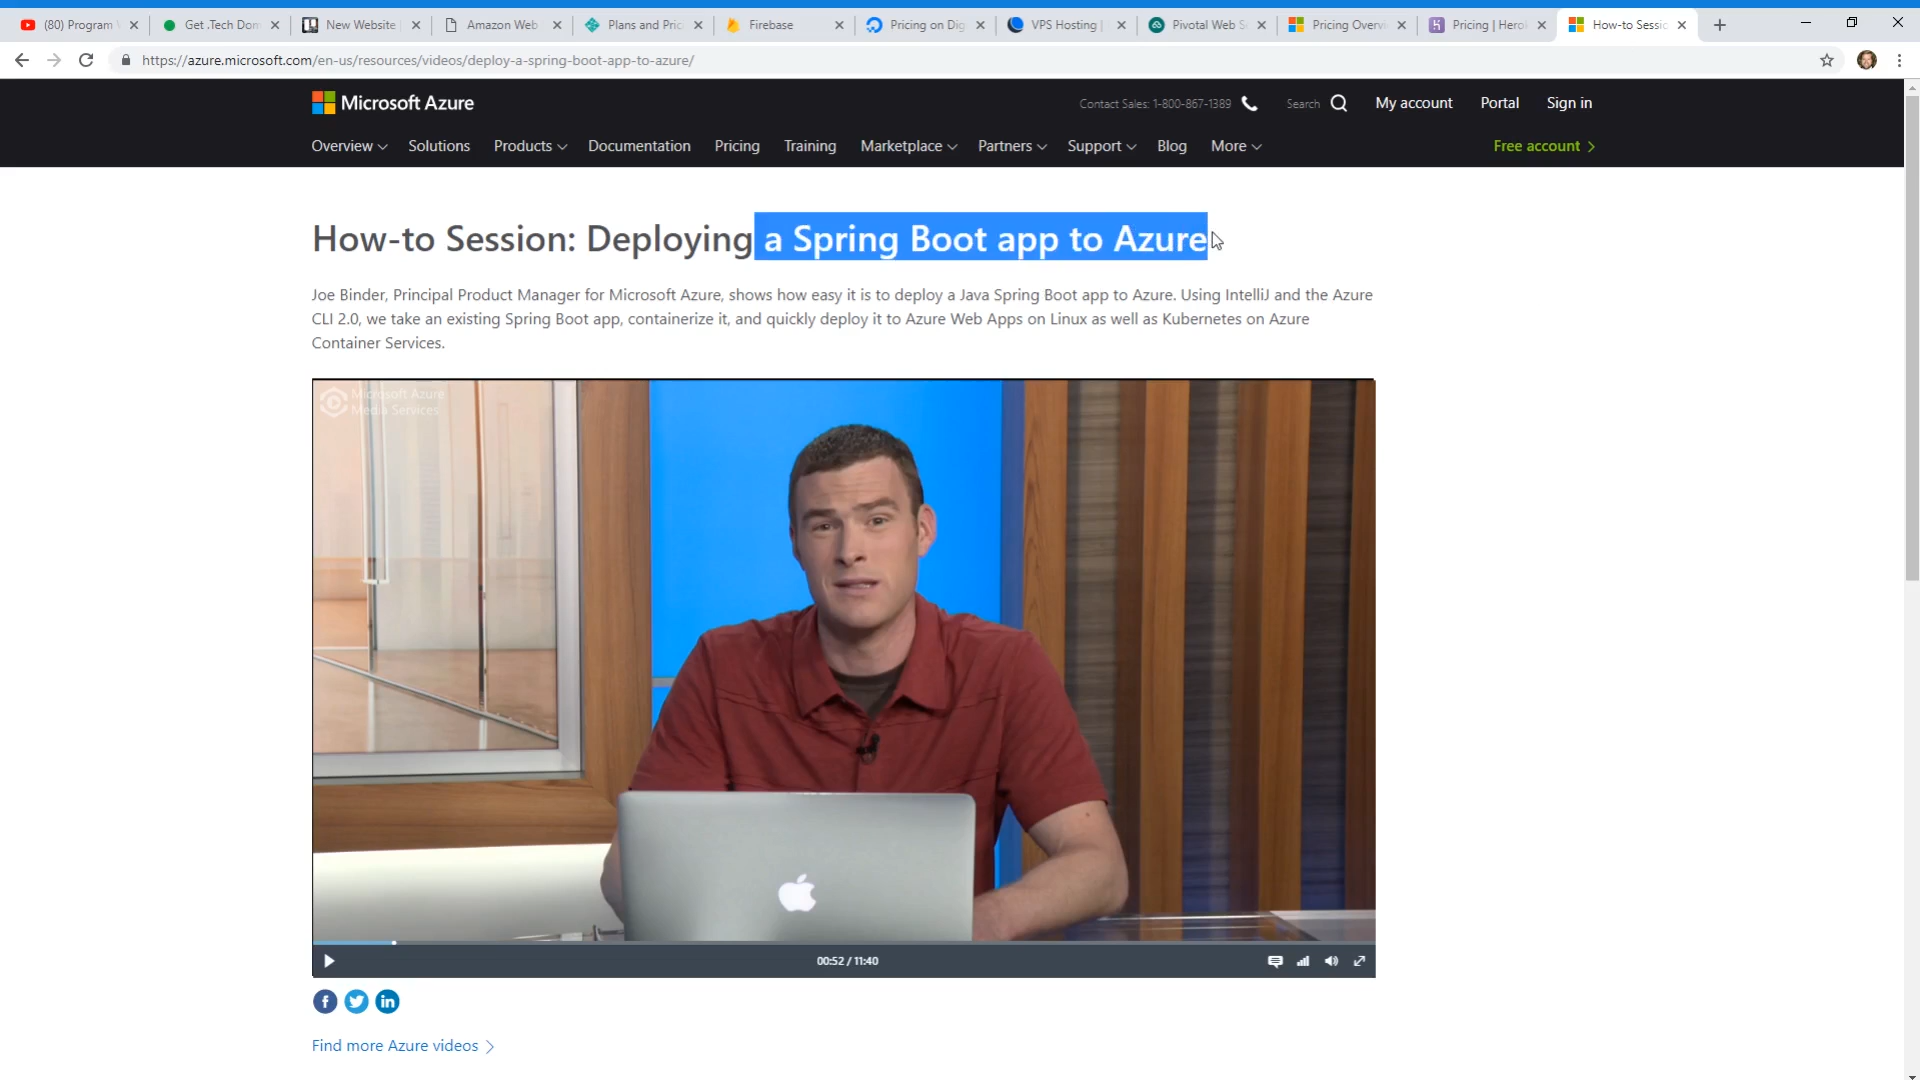 (80) Program
Get .Tech Dom
New Website
Amazon Web
Plans and Pric
Firebase
Pricing on Dig
VPS Hosting |
Pivotal Web S
Pricing Overvi
Pricing | Herok
How-to Sessio
https://azure.microsoft.com/en-us/resources/videos/deploy-a-spring-boot-app-to-azure/
Microsoft Azure
Contact Sales: 1-800-867-1389
Search
My account
Portal
Sign in
Overview
Solutions
Products
Documentation
Pricing
Training
Marketplace
Partners
Support
Blog
More
Free account
How-to Session: Deploying a Spring Boot app to Azure
Joe Binder, Principal Product Manager for Microsoft Azure, shows how easy it is to deploy a Java Spring Boot app to Azure. Using IntelliJ and the Azure
CLI 2.0, we take an existing Spring Boot app, containerize it, and quickly deploy it to Azure Web Apps on Linux as well as Kubernetes on Azure
Container Services.
Microsoft Azure
Media Services
00:52 / 11:40
Find more Azure videos